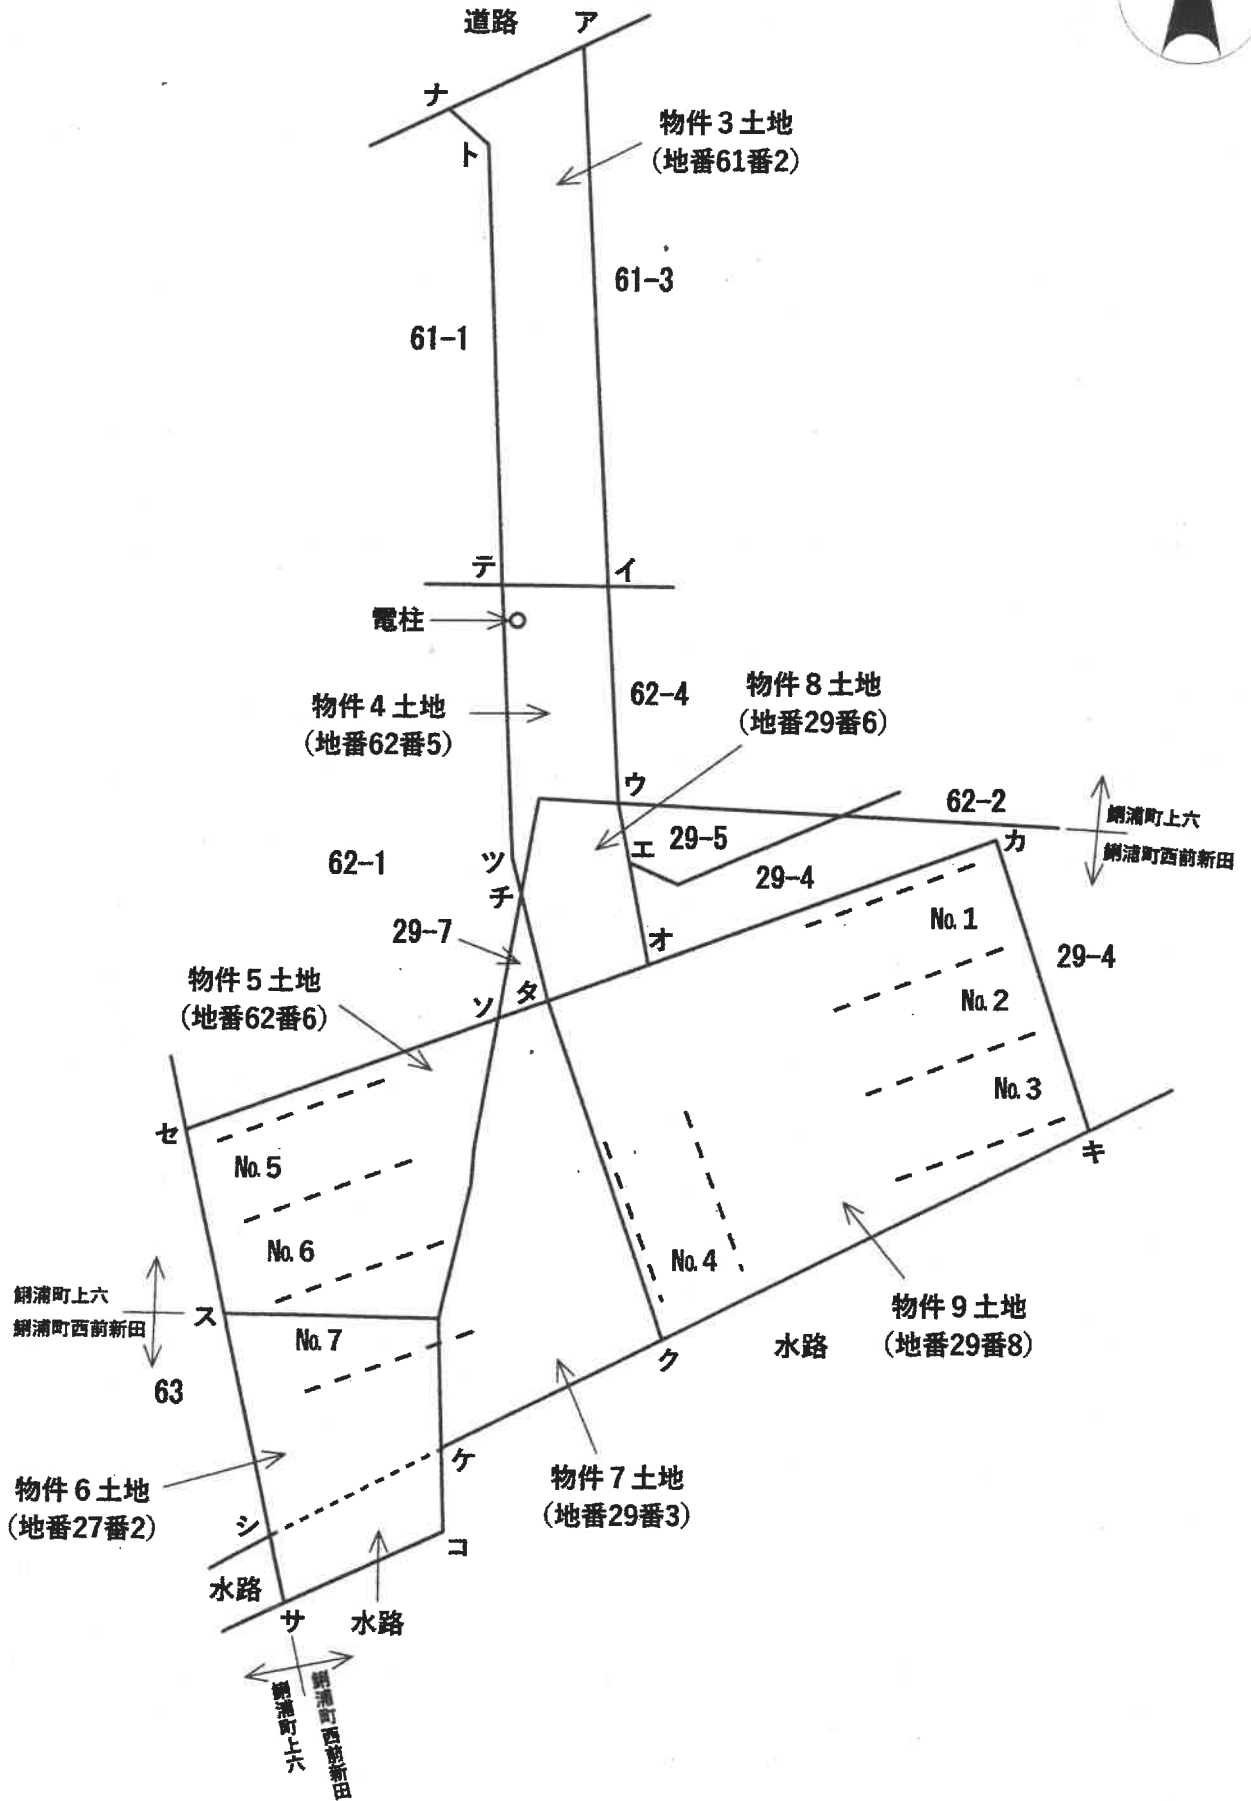 道路
ア
ナ
ト
物件3土地
(地番61番2)
61-3
61-1
テ
イ
電柱
62-4
物件8土地
(地番29番6)
物件4土地
(地番62番5)
ウ
62-2
鯏浦町上六
鯏浦町西前新田
29-5
エ
カ
62-1
ツ
29-4
チ
No.1
29-7
オ
29-4
物件5土地
(地番62番6)
ソ
タ
No.2
No.3
セ
No.5
キ
No.6
No.4
鯏浦町上六
鯏浦町西前新田
ス
No.7
物件9土地
(地番29番8)
水路
ク
63
ケ
物件6土地
(地番27番2)
物件7土地
(地番29番3)
シ
コ
水路
サ
水路
鯏浦町上六
鯏浦町西前新田